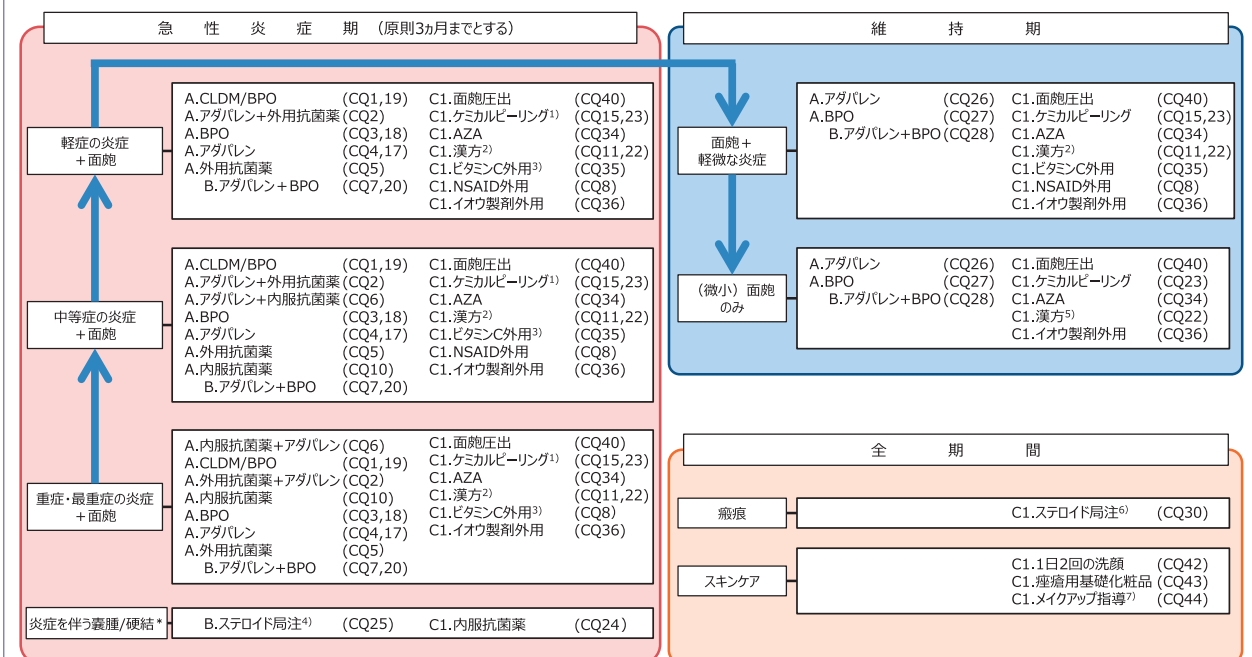 急性炎症期（原則3ヵ月までとする）
軽症の炎症
＋面皰
A.CLDM/BPO (CQ1,19) C1.面皰圧出 (CQ40)
A.アダパレン+外用抗菌薬(CQ2) C1.ケミカルピーリング1) (CQ15,23)
A.BPO (CQ3,18) C1.AZA (CQ34)
A.アダパレン (CQ4,17) C1.漢方2) (CQ11,22)
A.外用抗菌薬 (CQ5) C1.ビタミンC外用3) (CQ35)
B.アダパレン＋BPO (CQ7,20) C1.NSAID外用 (CQ8)
C1.イオウ製剤外用 (CQ36)
中等症の炎症
＋面皰
A.CLDM/BPO (CQ1,19) C1.面皰圧出 (CQ40)
A.アダパレン+外用抗菌薬(CQ2) C1.ケミカルピーリング1) (CQ15,23)
A.アダパレン+内服抗菌薬(CQ6) C1.AZA (CQ34)
A.BPO (CQ3,18) C1.漢方2) (CQ11,22)
A.アダパレン (CQ4,17) C1.ビタミンC外用3) (CQ35)
A.外用抗菌薬 (CQ5) C1.NSAID外用 (CQ8)
A.内服抗菌薬 (CQ10) C1.イオウ製剤外用 (CQ36)
B.アダパレン+BPO (CQ7,20)
重症・最重症の炎症
＋面皰
A.内服抗菌薬+アダパレン(CQ6) C1.面皰圧出 (CQ40)
A.CLDM/BPO (CQ1,19) C1.ケミカルピーリング1) (CQ15,23)
A.外用抗菌薬+アダパレン(CQ2) C1.AZA (CQ34)
A.内服抗菌薬 (CQ10) C1.漢方2) (CQ11,22)
A.BPO (CQ3,18) C1.ビタミンC外用3) (CQ8)
A.アダパレン (CQ4,17) C1.イオウ製剤外用 (CQ36)
A.外用抗菌薬 (CQ5)
B.アダパレン+BPO (CQ7,20)
炎症を伴う嚢腫/硬結*
B.ステロイド局注4) (CQ25) C1.内服抗菌薬 (CQ24)
維持期
面皰＋
軽微な炎症
A.アダパレン (CQ26) C1.面皰圧出 (CQ40)
A.BPO (CQ27) C1.ケミカルピーリング (CQ15,23)
B.アダパレン+BPO(CQ28) C1.AZA (CQ34)
C1.漢方2) (CQ11,22)
C1.ビタミンC外用 (CQ35)
C1.NSAID外用 (CQ8)
C1.イオウ製剤外用 (CQ36)
（微小）面皰
のみ
A.アダパレン (CQ26) C1.面皰圧出 (CQ40)
A.BPO (CQ27) C1.ケミカルピーリング (CQ23)
B.アダパレン+BPO(CQ28) C1.AZA (CQ34)
C1.漢方5) (CQ22)
C1.イオウ製剤外用 (CQ36)
全期間
瘢痕
C1.ステロイド局注6) (CQ30)
スキンケア
C1.1日2回の洗顔 (CQ42)
C1.痤瘡用基礎化粧品 (CQ43)
C1.メイクアップ指導7) (CQ44)